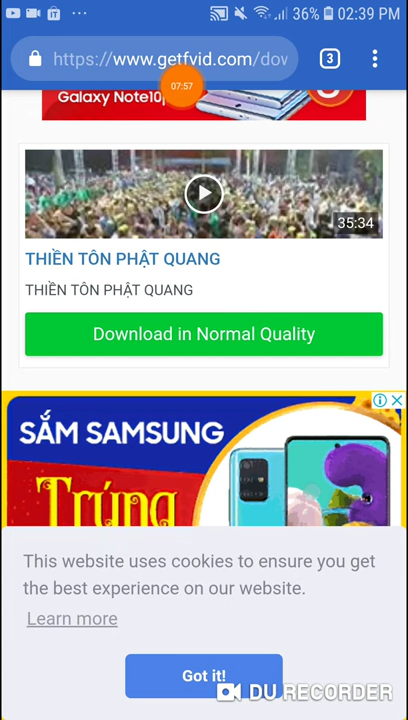 36% 02:39 PM
https://www.getfvid.com/dov
3
Galaxy Note10
07:57
35:34
THIỀN TÔN PHẬT QUANG
THIỀN TÔN PHẬT QUANG
Download in Normal Quality
SẮM SAMSUNG
Trúng
This website uses cookies to ensure you get
the best experience on our website.
Learn more
Got it!
DU RECORDER